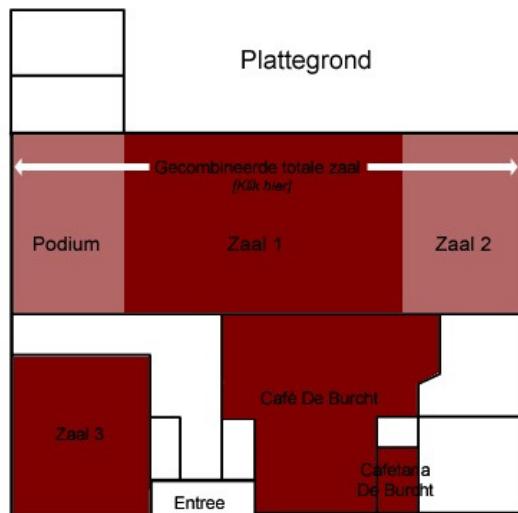 Plattegrond
Gecombineerde totale zaal
[Klik hier]
Podium
Zaal 1
Zaal 2
Café De Burcht
Zaal 3
Cafetaria
De Burcht
Entree